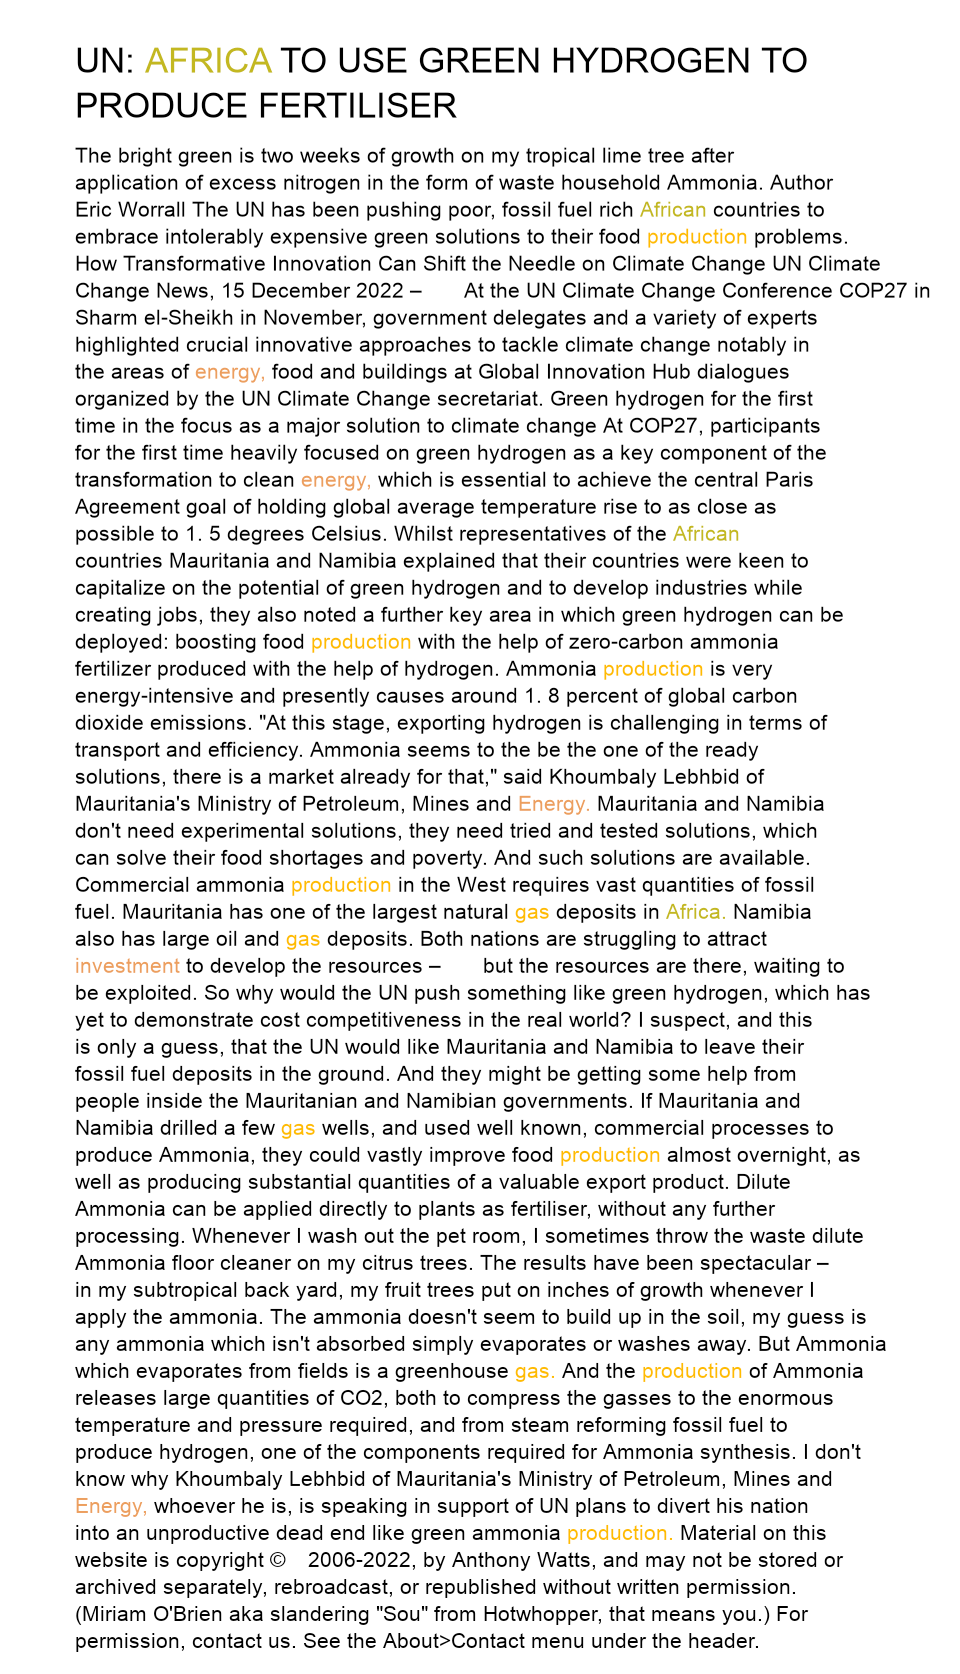 UN: AFRICA TO USE GREEN HYDROGEN TO
PRODUCE FERTILISER
The bright green is two weeks of growth on my tropical lime tree after
application of excess nitrogen in the form of waste household Ammonia. Author
Eric Worrall The UN has been pushing poor, fossil fuel rich African countries to
embrace intolerably expensive green solutions to their food production problems.
How Transformative Innovation Can Shift the Needle on Climate Change UN Climate
Change News, 15 December 2022 – At the UN Climate Change Conference COP27 in
Sharm el-Sheikh in November, government delegates and a variety of experts
highlighted crucial innovative approaches to tackle climate change notably in
the areas of energy, food and buildings at Global Innovation Hub dialogues
organized by the UN Climate Change secretariat. Green hydrogen for the first
time in the focus as a major solution to climate change At COP27, participants
for the first time heavily focused on green hydrogen as a key component of the
transformation to clean energy, which is essential to achieve the central Paris
Agreement goal of holding global average temperature rise to as close as
possible to 1. 5 degrees Celsius. Whilst representatives of the African
countries Mauritania and Namibia explained that their countries were keen to
capitalize on the potential of green hydrogen and to develop industries while
creating jobs, they also noted a further key area in which green hydrogen can be
deployed: boosting food production with the help of zero-carbon ammonia
fertilizer produced with the help of hydrogen. Ammonia production is very
energy-intensive and presently causes around 1. 8 percent of global carbon
dioxide emissions. "At this stage, exporting hydrogen is challenging in terms of
transport and efficiency. Ammonia seems to the be the one of the ready
solutions, there is a market already for that," said Khoumbaly Lebhbid of
Mauritania's Ministry of Petroleum, Mines and Energy. Mauritania and Namibia
don't need experimental solutions, they need tried and tested solutions, which
can solve their food shortages and poverty. And such solutions are available.
Commercial ammonia production in the West requires vast quantities of fossil
fuel. Mauritania has one of the largest natural gas deposits in Africa. Namibia
also has large oil and gas deposits. Both nations are struggling to attract
investment to develop the resources – but the resources are there, waiting to
be exploited. So why would the UN push something like green hydrogen, which has
yet to demonstrate cost competitiveness in the real world? I suspect, and this
is only a guess, that the UN would like Mauritania and Namibia to leave their
fossil fuel deposits in the ground. And they might be getting some help from
people inside the Mauritanian and Namibian governments. If Mauritania and
Namibia drilled a few gas wells, and used well known, commercial processes to
produce Ammonia, they could vastly improve food production almost overnight, as
well as producing substantial quantities of a valuable export product. Dilute
Ammonia can be applied directly to plants as fertiliser, without any further
processing. Whenever I wash out the pet room, I sometimes throw the waste dilute
Ammonia floor cleaner on my citrus trees. The results have been spectacular –
in my subtropical back yard, my fruit trees put on inches of growth whenever I
apply the ammonia. The ammonia doesn't seem to build up in the soil, my guess is
any ammonia which isn't absorbed simply evaporates or washes away. But Ammonia
which evaporates from fields is a greenhouse gas. And the production of Ammonia
releases large quantities of CO2, both to compress the gasses to the enormous
temperature and pressure required, and from steam reforming fossil fuel to
produce hydrogen, one of the components required for Ammonia synthesis. I don't
know why Khoumbaly Lebhbid of Mauritania's Ministry of Petroleum, Mines and
Energy, whoever he is, is speaking in support of UN plans to divert his nation
into an unproductive dead end like green ammonia production. Material on this
website is copyright © 2006-2022, by Anthony Watts, and may not be stored or
archived separately, rebroadcast, or republished without written permission.
(Miriam O'Brien aka slandering "Sou" from Hotwhopper, that means you.) For
permission, contact us. See the About>Contact menu under the header.